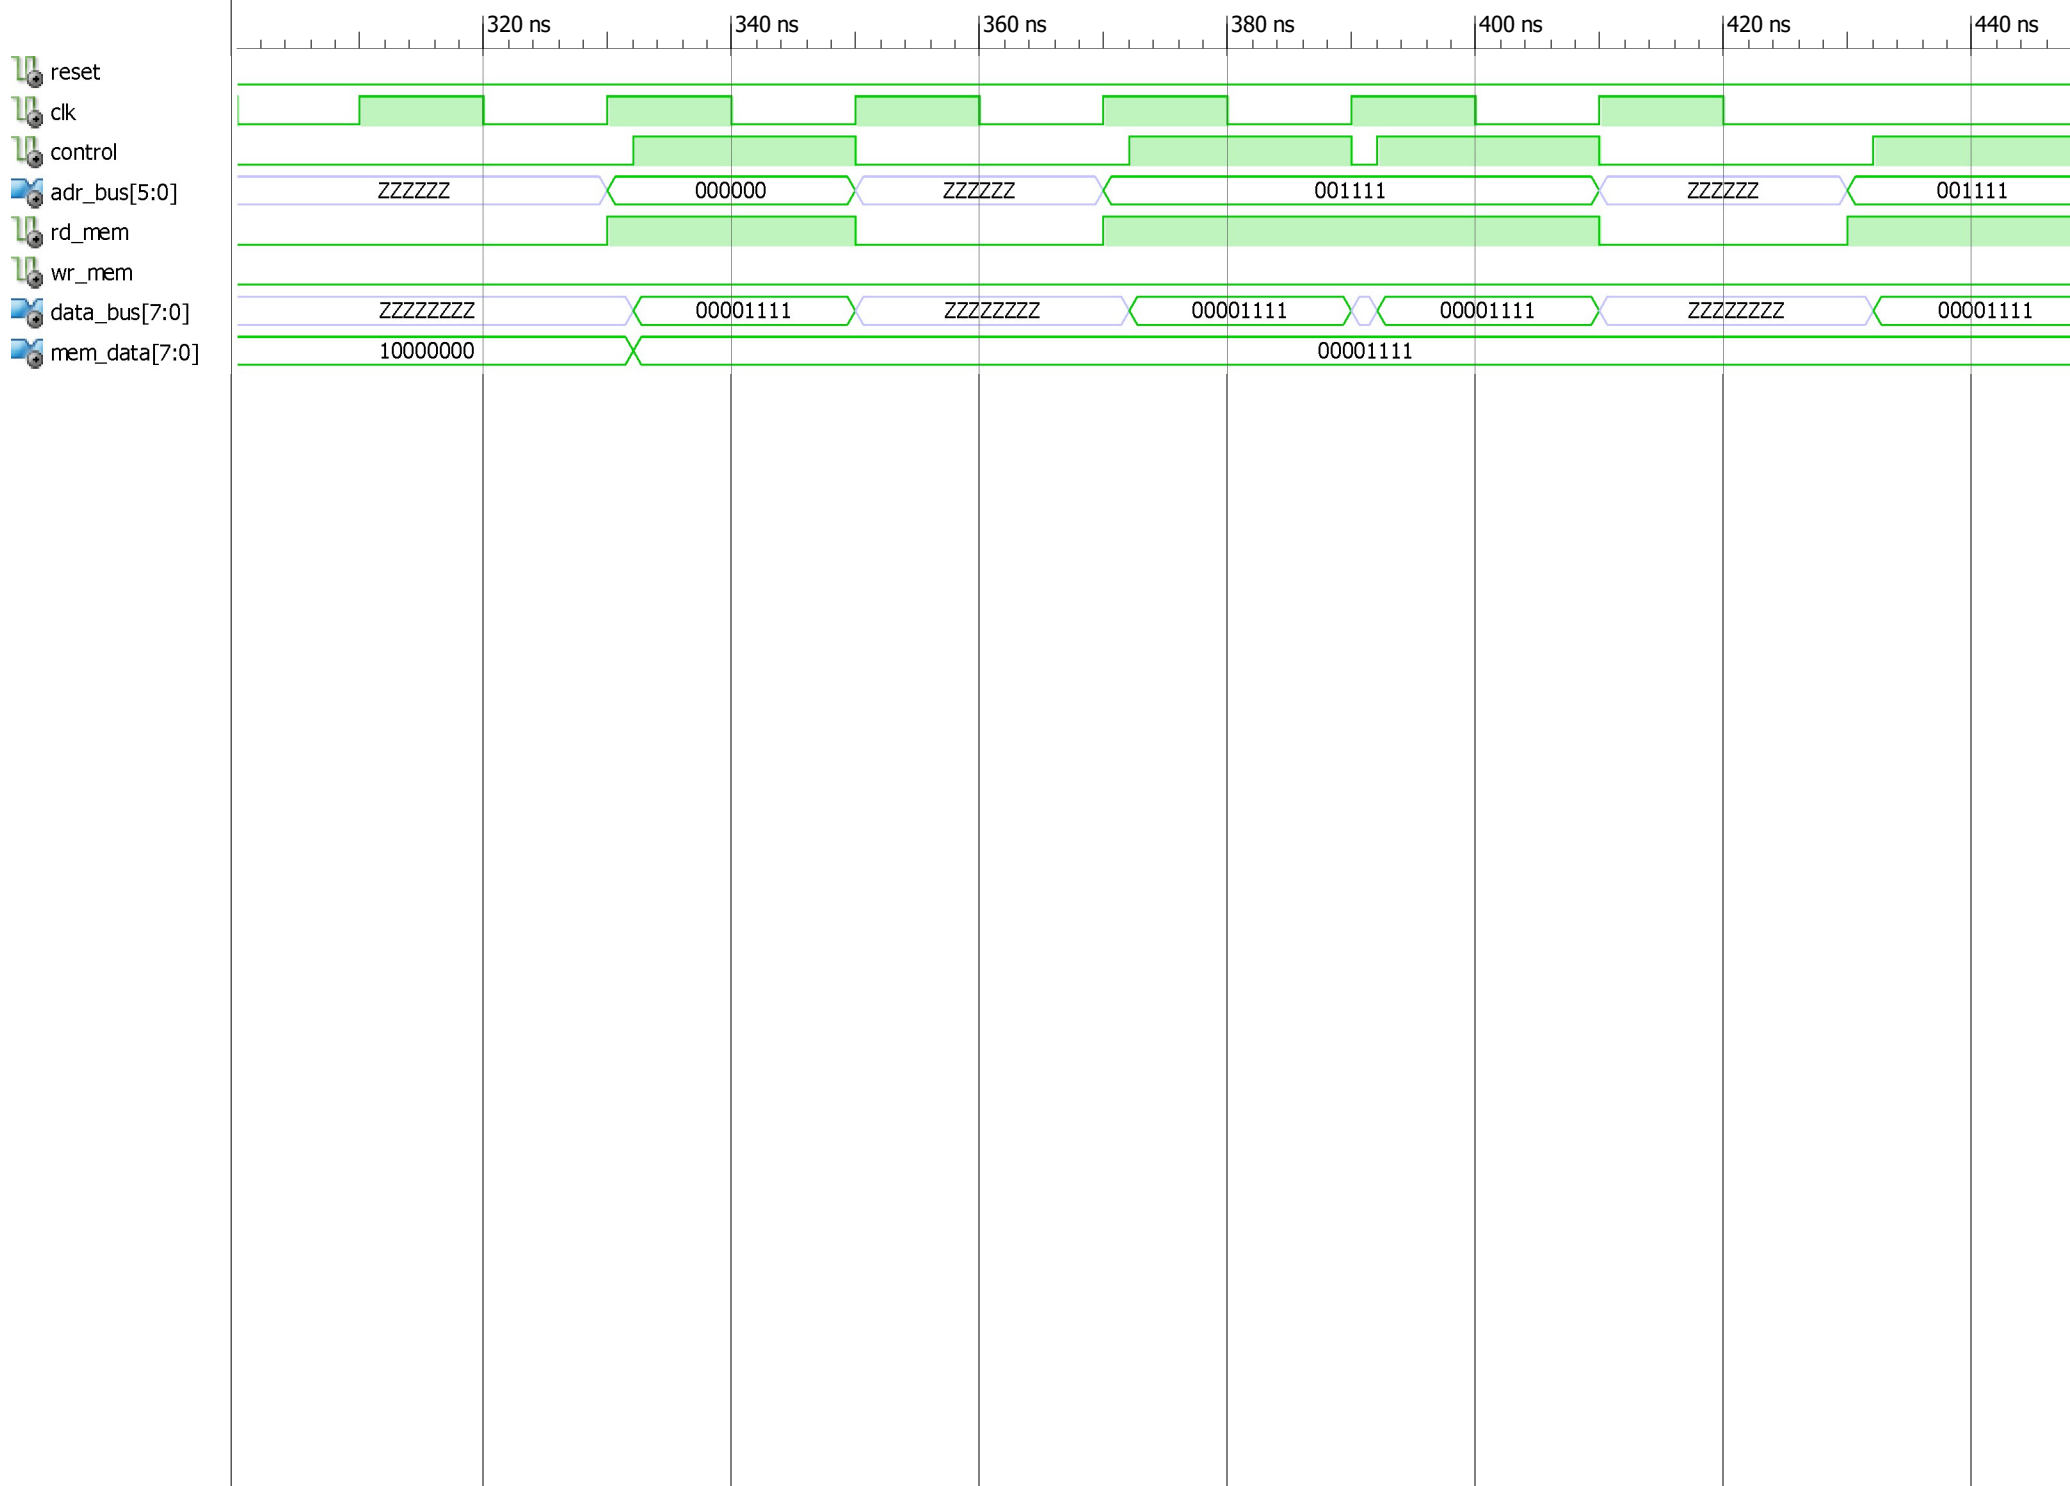 320 ns 340 ns 360 ns 380 ns 400 ns 420 ns 440 ns
reset
clk
control
adr_bus[5:0] ZZZZZZ 000000 ZZZZZZ 001111 ZZZZZZ 001111
rd_mem
wr_mem
data_bus[7:0] ZZZZZZZZ 00001111 ZZZZZZZZ 00001111 00001111 ZZZZZZZZ 00001111
mem_data[7:0] 10000000 00001111